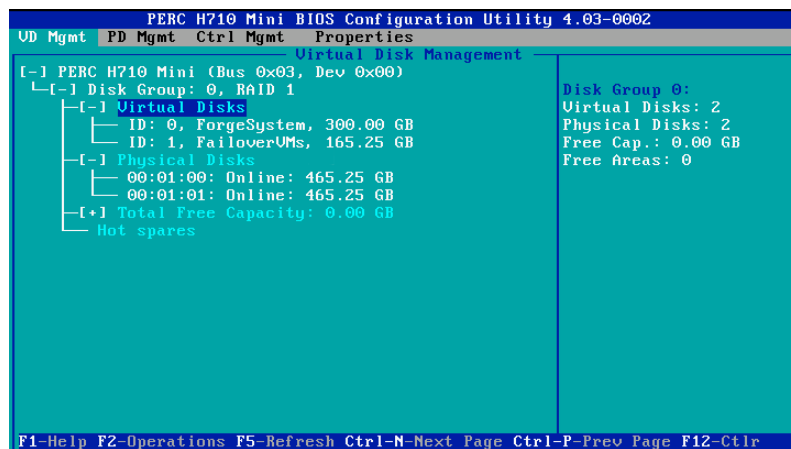 PERC H710 Mini BIOS Configuration Utility 4.03-0002
VD Mgmt PD Mgmt Ctrl Mgmt Properties
Virtual Disk Management
[-] PERC H710 Mini (Bus 0x03, Dev 0x00)
[-] Disk Group: 0, RAID 1
[-] Virtual Disks
ID: 0, ForgeSystem, 300.00 GB
ID: 1, FailoverVMs, 165.25 GB
[-] Physical Disks
00:01:00: Online: 465.25 GB
00:01:01: Online: 465.25 GB
[+] Total Free Capacity: 0.00 GB
Hot spares
Disk Group 0:
Virtual Disks: 2
Physical Disks: 2
Free Cap.: 0.00 GB
Free Areas: 0
F1-Help F2-Operations F5-Refresh Ctrl-N-Next Page Ctrl-P-Prev Page F12-Ctlr